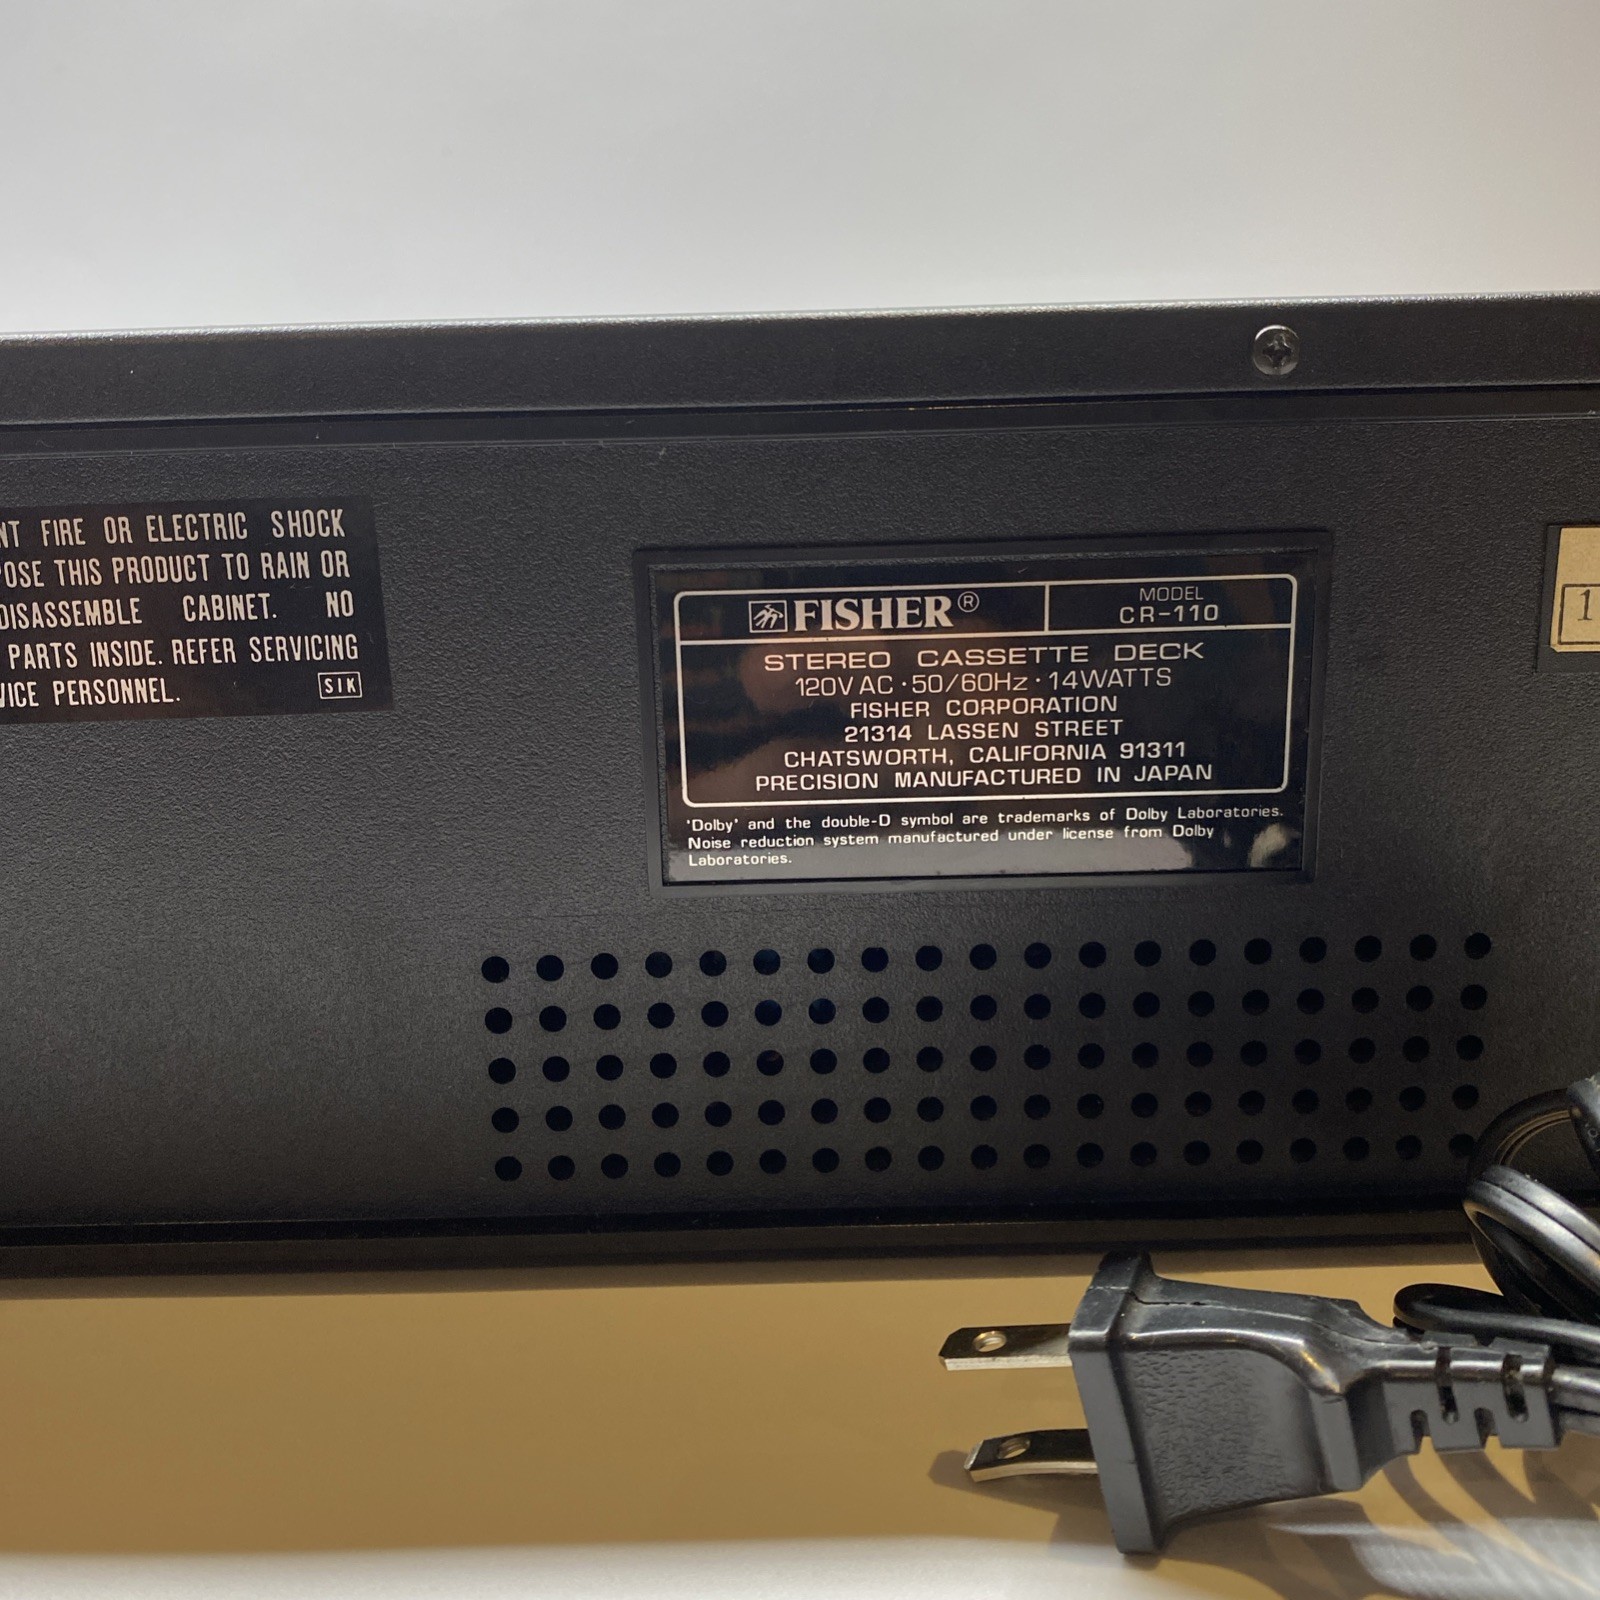 NT FIRE OR ELECTRIC SHOCK
POSE THIS PRODUCT TO RAIN OR
DISASSEMBLE CABINET. NO
PARTS INSIDE. REFER SERVICING
VICE PERSONNEL.
SIK
FISHER®
MODEL
CR-110
STEREO CASSETTE DECK
120V AC · 50/60Hz · 14WATTS
FISHER CORPORATION
21314 LASSEN STREET
CHATSWORTH, CALIFORNIA 91311
PRECISION MANUFACTURED IN JAPAN
'Dolby' and the double-D symbol are trademarks of Dolby Laboratories.
Noise reduction system manufactured under license from Dolby
Laboratories.
1